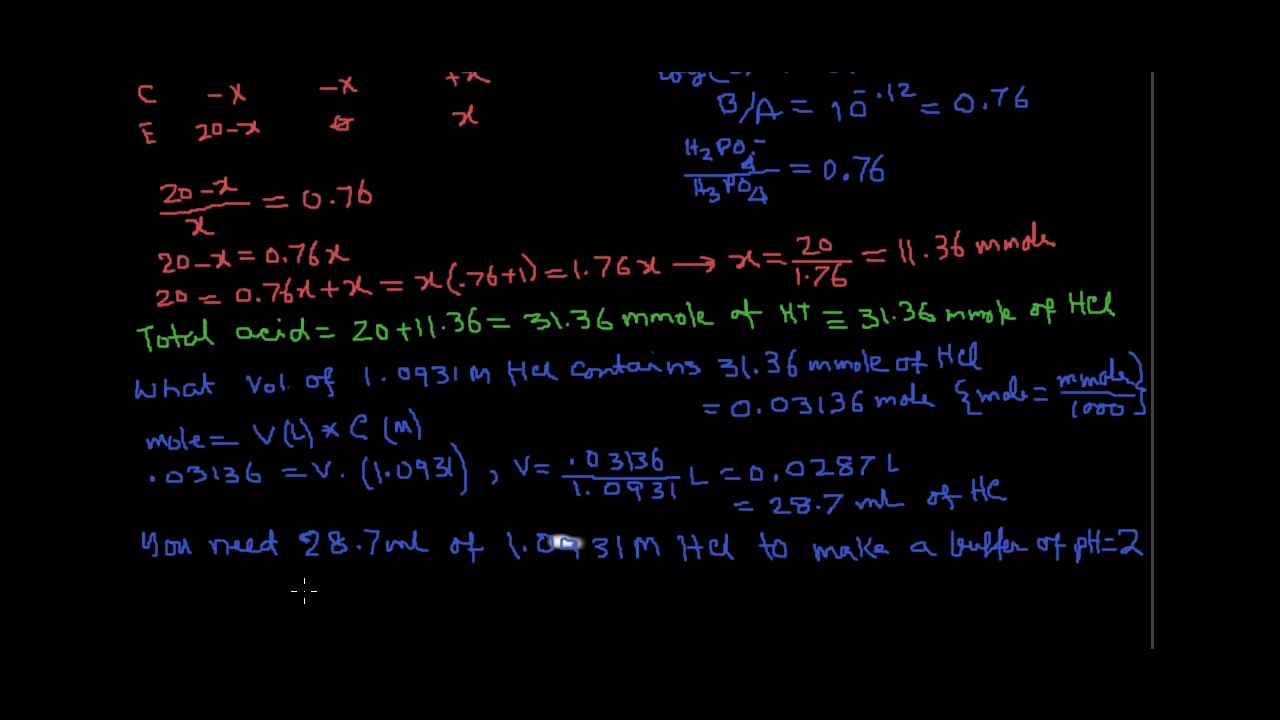 C -x -x +x
B/A = 10^-.12 = 0.76
E 20-x 0 x
H2PO4^-/H3PO4 = 0.76
20-x/x = 0.76
20-x = 0.76x
20 = 0.76x+x = x(.76+1) = 1.76x → x = 20/1.76 = 11.36 mmole
Total acid = 20+11.36 = 31.36 mmole of H+ ≡ 31.36 mmole of HCl
What Vol. of 1.0931 M HCl contains 31.36 mmole of HCl
= 0.03136 mole {mole = mmole/1000}
mole = V(L) × C(M)
.03136 = V.(1.0931), V = .03136/1.0931 L = 0.0287 L
= 28.7 mL of HC
You need 28.7 mL of 1.0931 M HCl to make a buffer of pH=2